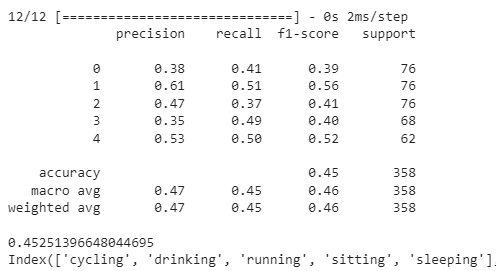 12/12 [==============================] - 0s 2ms/step
              precision    recall  f1-score   support

           0       0.38      0.41      0.39        76
           1       0.61      0.51      0.56        76
           2       0.47      0.37      0.41        76
           3       0.35      0.49      0.40        68
           4       0.53      0.50      0.52        62

    accuracy                           0.45       358
   macro avg       0.47      0.45      0.46       358
weighted avg       0.47      0.45      0.46       358

0.45251396648044695
Index(['cycling', 'drinking', 'running', 'sitting', 'sleeping'],